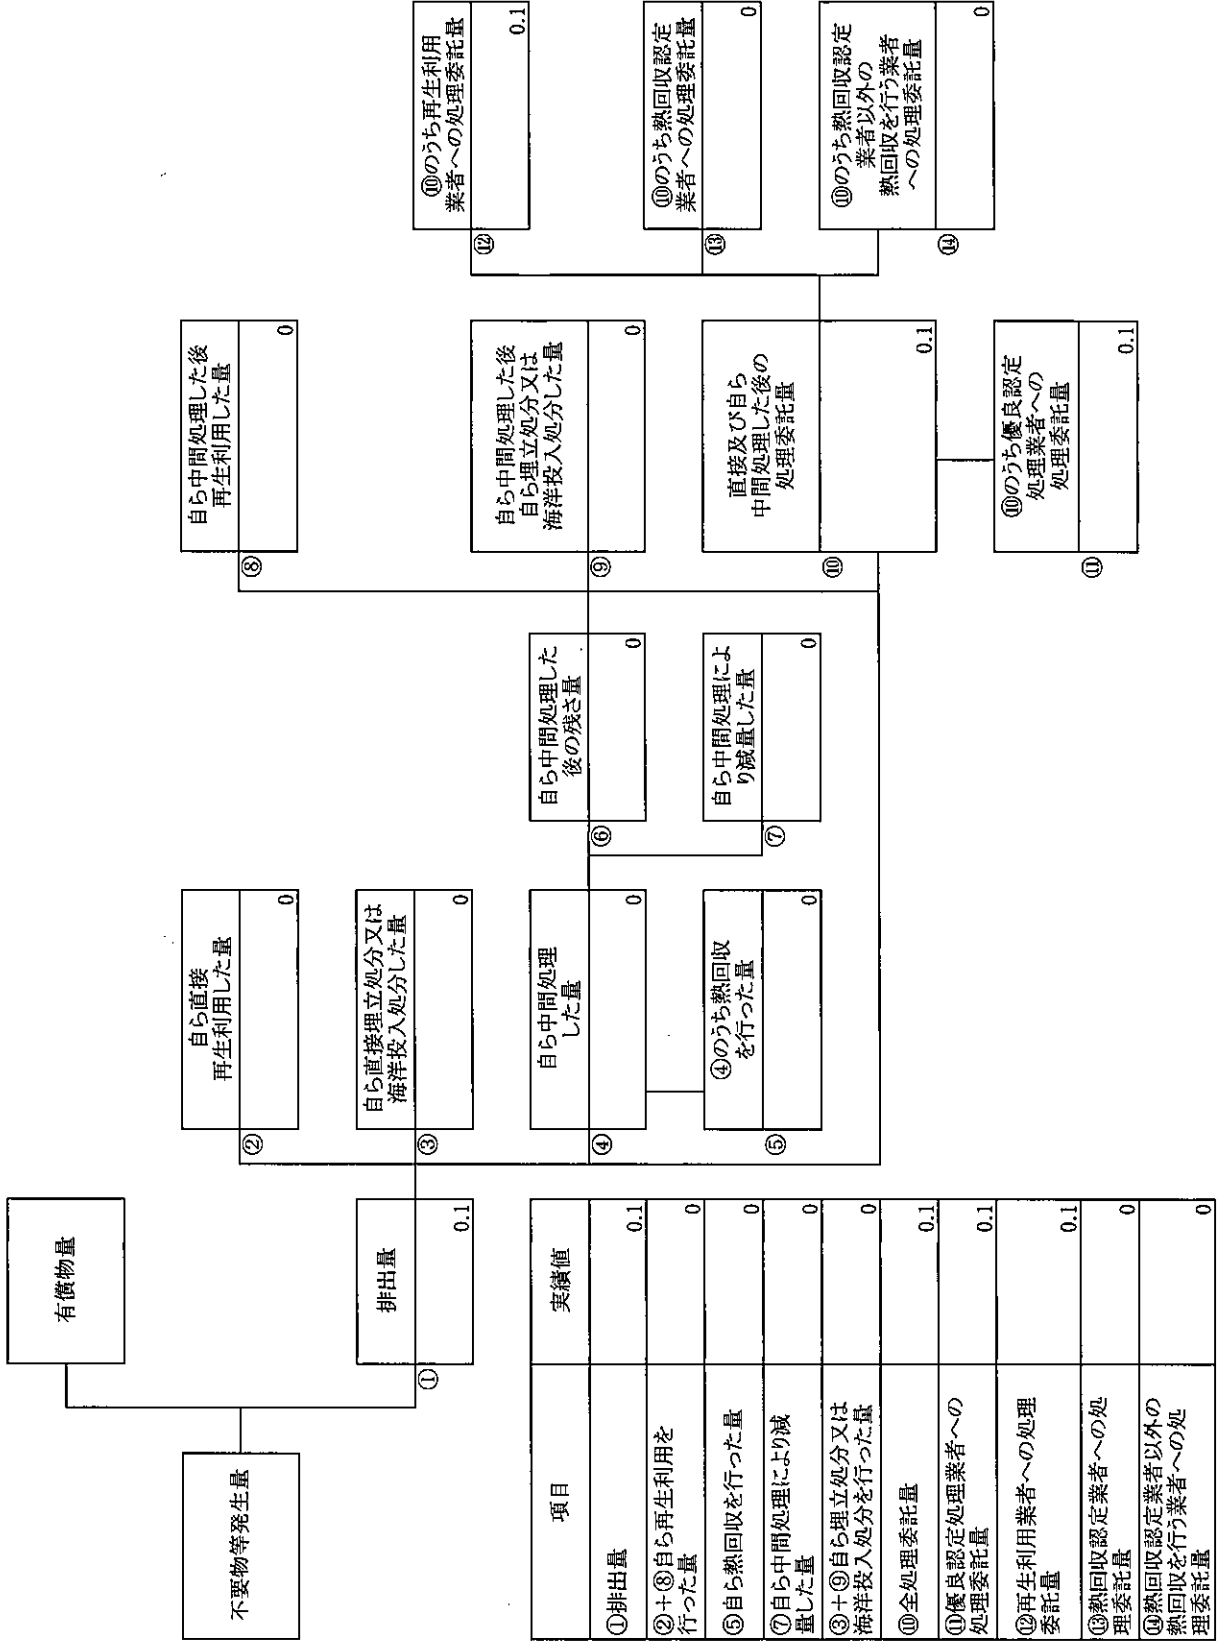 不要物等発生量
有償物量
排出量
①
0.1
自ら直接
再生利用した量
②
0
自ら直接埋立処分又は
海洋投入処分した量
③
0
自ら中間処理
した量
④
0
④のうち熱回収
を行った量
⑤
0
自ら中間処理した
後の残さ量
⑥
0
自ら中間処理によ
り減量した量
⑦
0
自ら中間処理した後
再生利用した量
⑧
0
自ら中間処理した後
自ら埋立処分又は
海洋投入処分した量
⑨
0
直接及び自ら
中間処理した後の
処理委託量
⑩
0.1
⑩のうち優良認定
処理業者への
処理委託量
⑪
0.1
⑩のうち再生利用
業者への処理委託量
⑫
0.1
⑩のうち熱回収認定
業者への処理委託量
⑬
0
⑩のうち熱回収認定
業者以外の
熱回収を行う業者
への処理委託量
⑭
0
項目 実績値
①排出量 0.1
②+⑧自ら再生利用を
行った量 0
⑤自ら熱回収を行った量 0
⑦自ら中間処理により減
量した量 0
③+⑨自ら埋立処分又は
海洋投入処分を行った量 0
⑩全処理委託量 0.1
⑪優良認定処理業者への
処理委託量 0.1
⑫再生利用業者への処理
委託量 0.1
⑬熱回収認定業者への処
理委託量 0
⑭熱回収認定業者以外の
熱回収を行う業者への処
理委託量 0